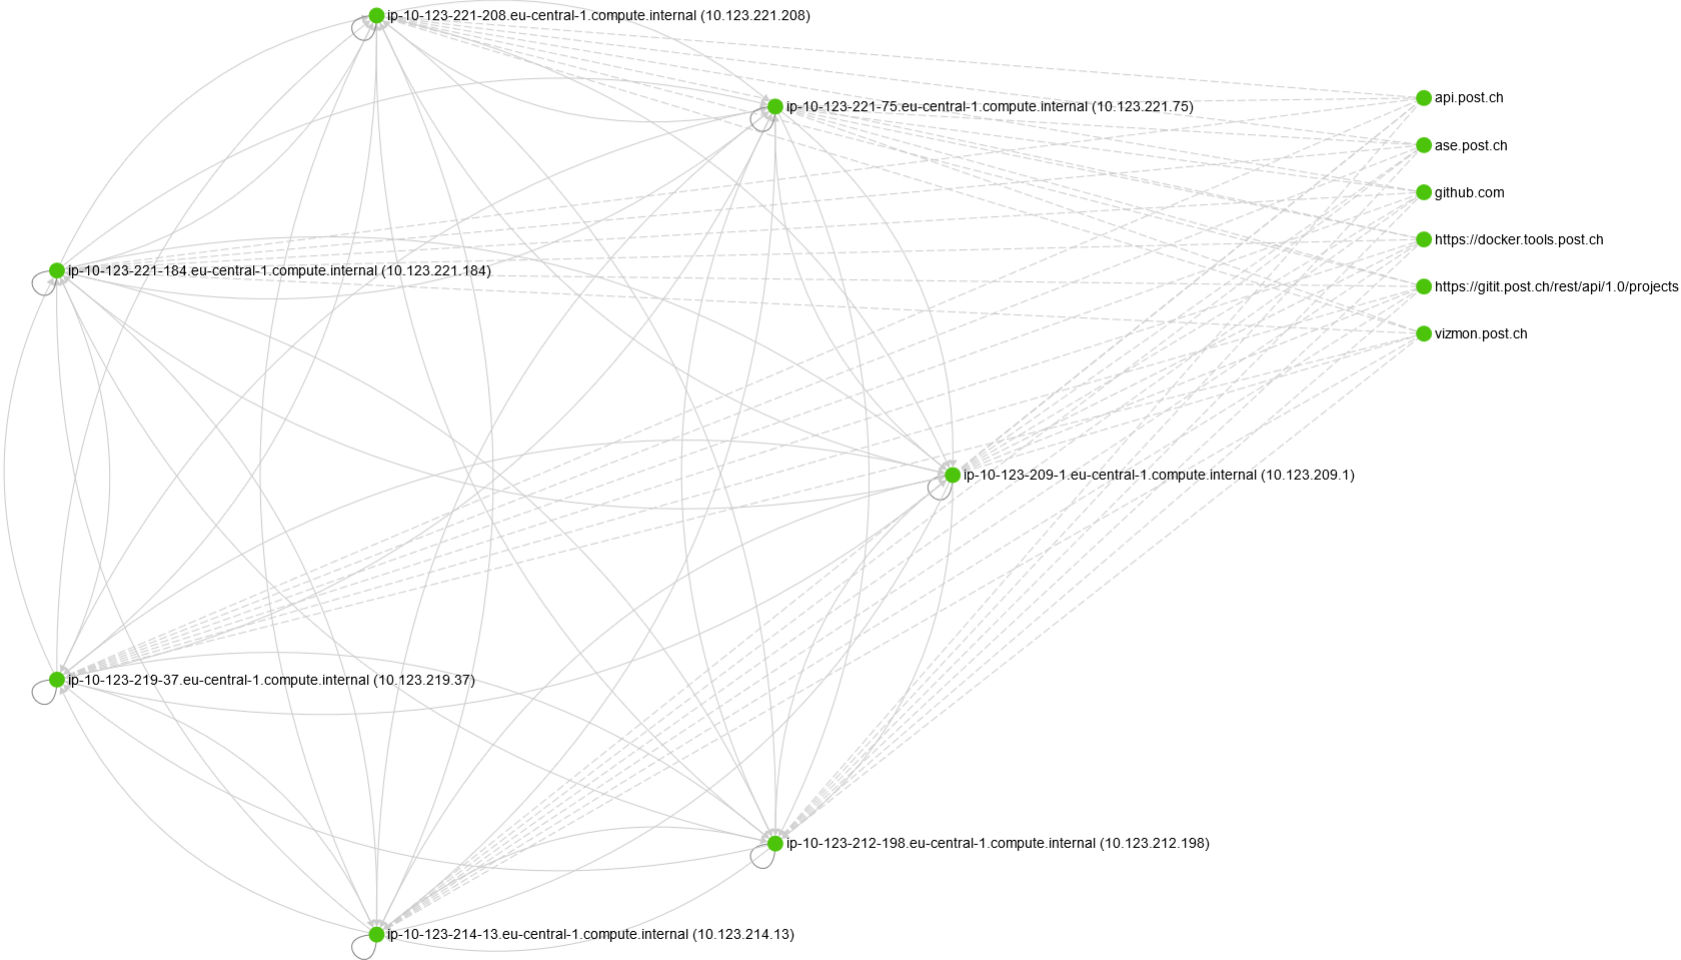 ip-10-123-221-208.eu-central-1.compute.internal (10.123.221.208)
ip-10-123-221-75.eu-central-1.compute.internal (10.123.221.75)
api.post.ch
ase.post.ch
github.com
https://docker.tools.post.ch
ip-10-123-221-184.eu-central-1.compute.internal (10.123.221.184)
https://gitit.post.ch/rest/api/1.0/projects
vizmon.post.ch
ip-10-123-209-1.eu-central-1.compute.internal (10.123.209.1)
ip-10-123-219-37.eu-central-1.compute.internal (10.123.219.37)
ip-10-123-212-198.eu-central-1.compute.internal (10.123.212.198)
ip-10-123-214-13.eu-central-1.compute.internal (10.123.214.13)